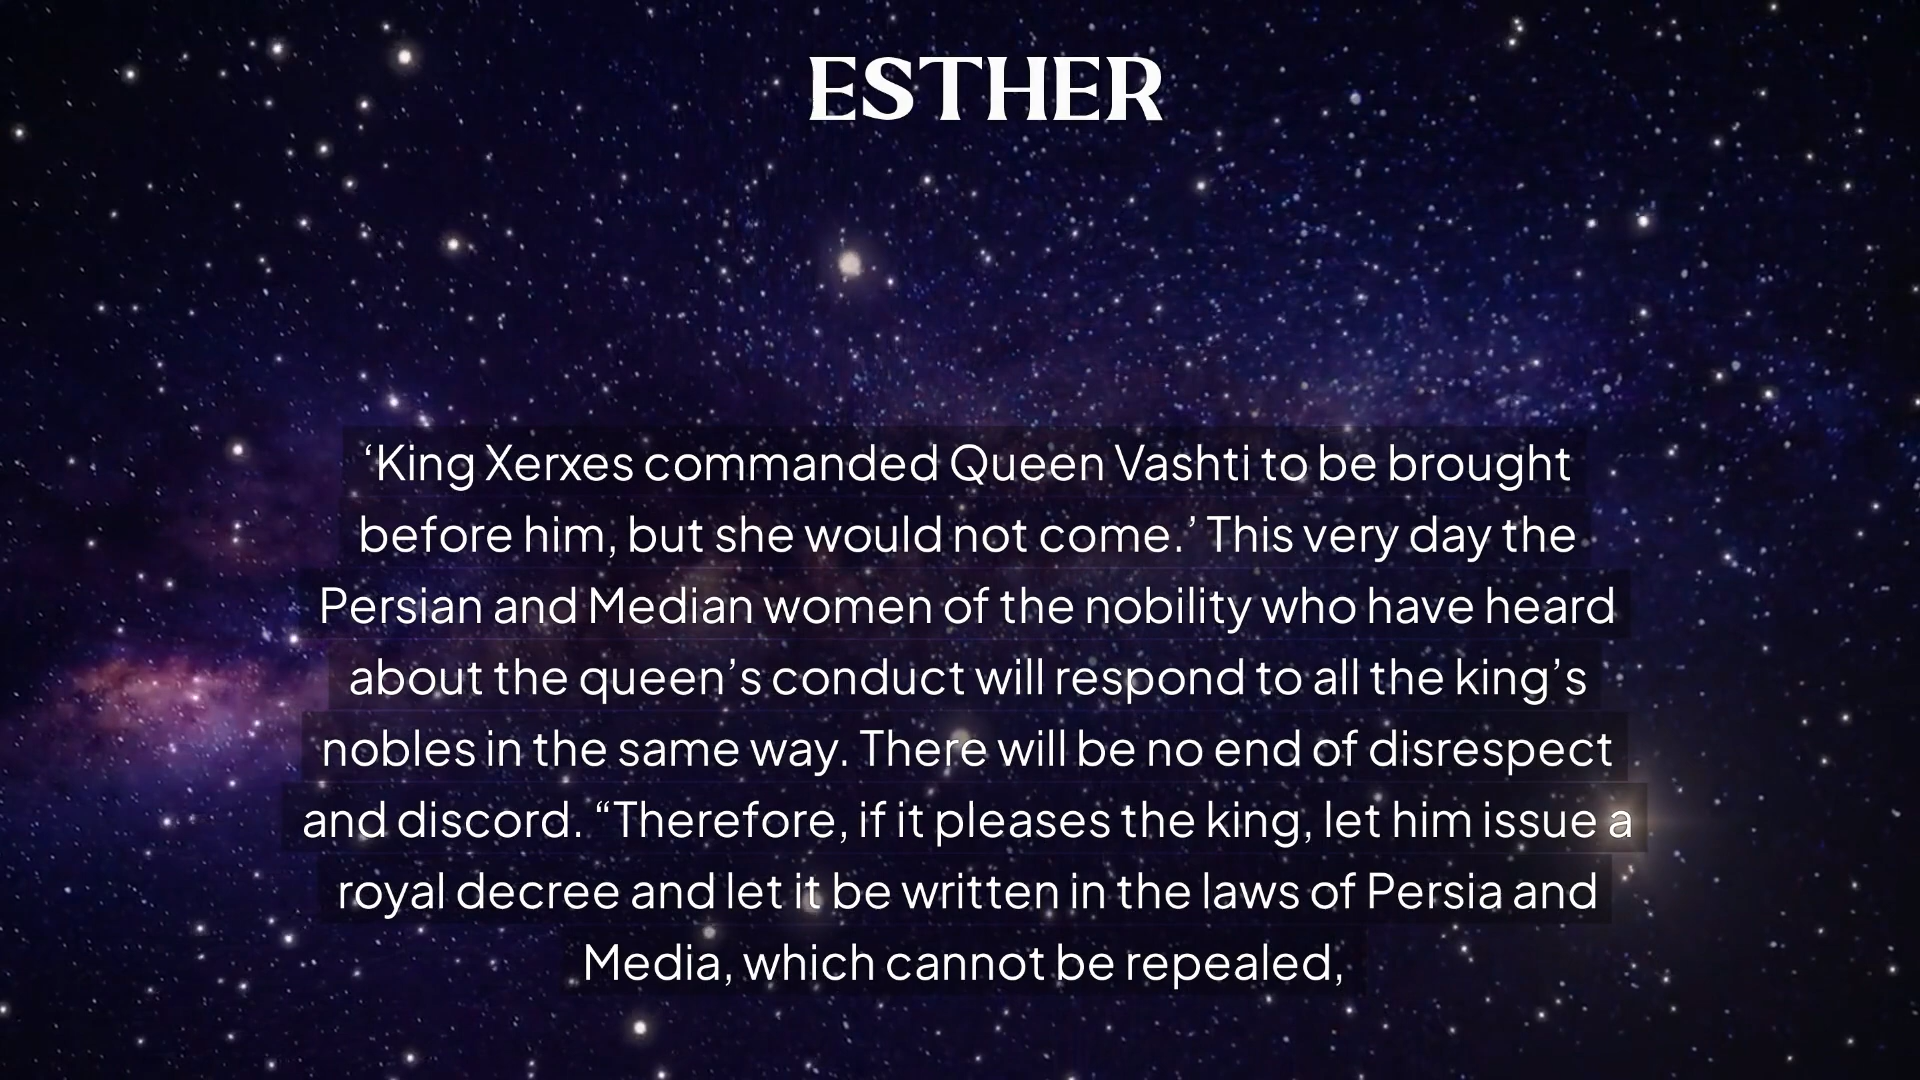 ESTHER
‘King Xerxes commanded Queen Vashti to be brought
before him, but she would not come.’ This very day the
Persian and Median women of the nobility who have heard
about the queen’s conduct will respond to all the king’s
nobles in the same way. There will be no end of disrespect
and discord. “Therefore, if it pleases the king, let him issue a
royal decree and let it be written in the laws of Persia and
Media, which cannot be repealed,